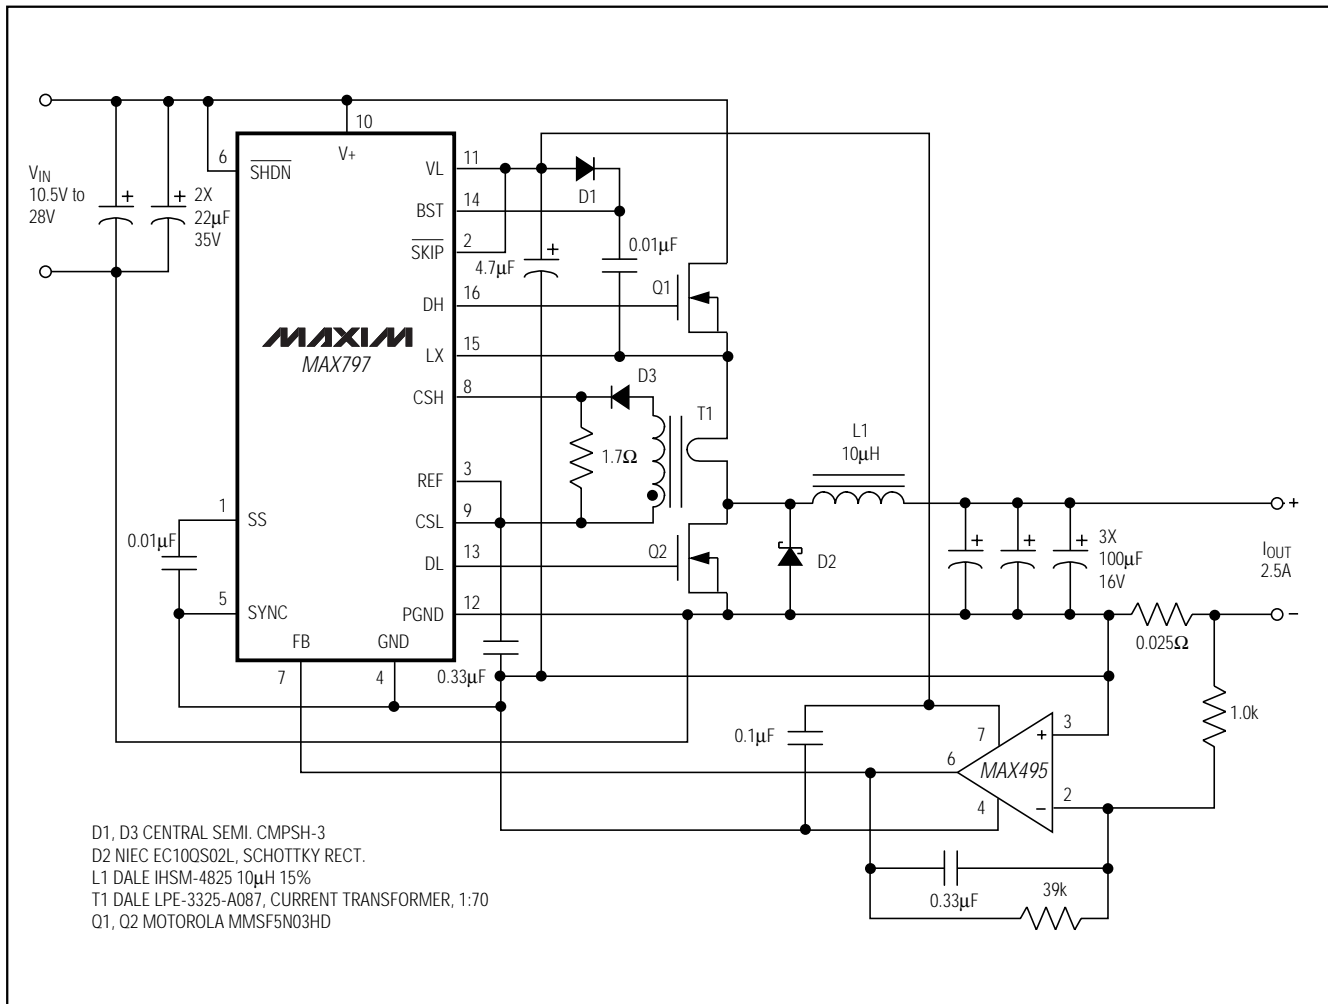 VIN
10.5V to
28V
+
+
2X
22μF
35V
6
SHDN
10
V+
MAXIM
MAX797
VL
11
BST
14
SKIP
2
DH
16
LX
15
CSH
8
REF
3
CSL
9
DL
13
PGND
12
1
SS
0.01μF
5
SYNC
FB
GND
7
4
D1
4.7μF
+
0.01μF
Q1
D3
T1
1.7Ω
Q2
D2
L1
10μH
+
+
+
3X
100μF
16V
+
IOUT
2.5A
−
0.025Ω
0.33μF
1.0k
0.1μF
7
+
3
6
MAX495
4
−
2
0.33μF
39k
D1, D3 CENTRAL SEMI. CMPSH-3
D2 NIEC EC10QS02L, SCHOTTKY RECT.
L1 DALE IHSM-4825 10μH 15%
T1 DALE LPE-3325-A087, CURRENT TRANSFORMER, 1:70
Q1, Q2 MOTOROLA MMSF5N03HD